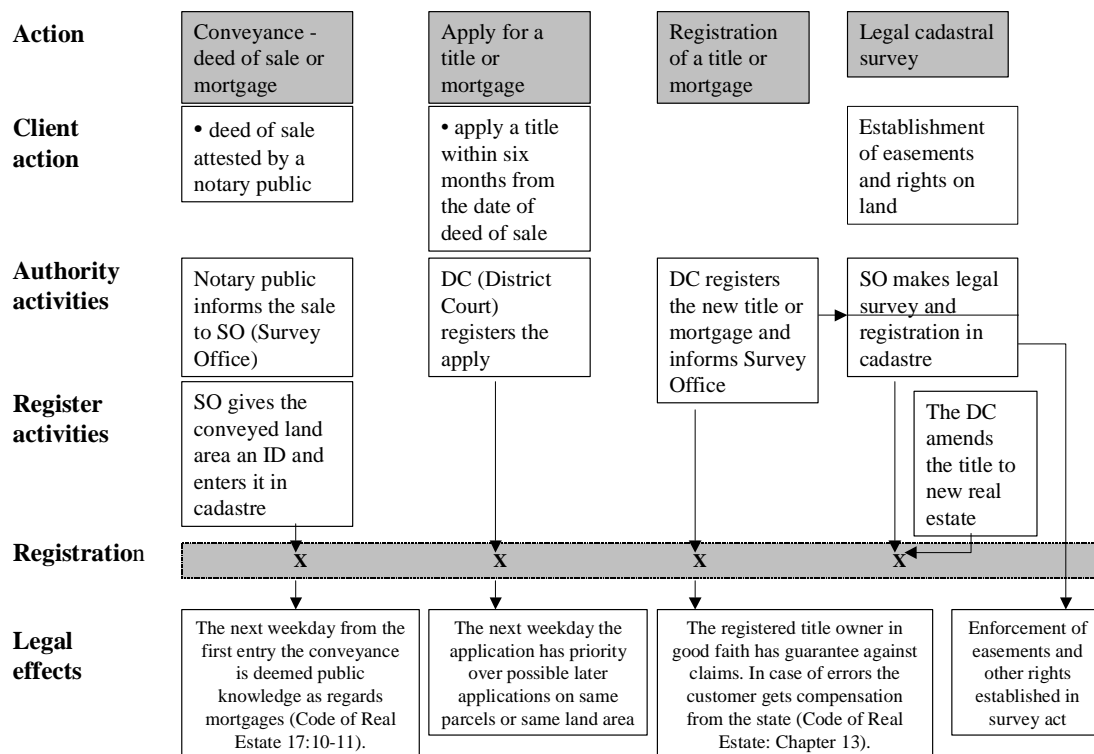 Action
Conveyance -
deed of sale or
mortgage
Apply for a
title or
mortgage
Registration
of a title or
mortgage
Legal cadastral
survey
Client
action
• deed of sale
attested by a
notary public
• apply a title
within six
months from
the date of
deed of sale
Establishment
of easements
and rights on
land
Authority
activities
Notary public
informs the sale
to SO (Survey
Office)
DC (District
Court)
registers the
apply
DC registers
the new title or
mortgage and
informs Survey
Office
SO makes legal
survey and
registration in
cadastre
Register
activities
SO gives the
conveyed land
area an ID and
enters it in
cadastre
The DC
amends
the title to
new real
estate
Registration
X
X
X
X
Legal
effects
The next weekday from the
first entry the conveyance
is deemed public
knowledge as regards
mortgages (Code of Real
Estate 17:10-11).
The next weekday the
application has priority
over possible later
applications on same
parcels or same land area
The registered title owner in
good faith has guarantee against
claims. In case of errors the
customer gets compensation
from the state (Code of Real
Estate: Chapter 13).
Enforcement of
easements and
other rights
established in
survey act